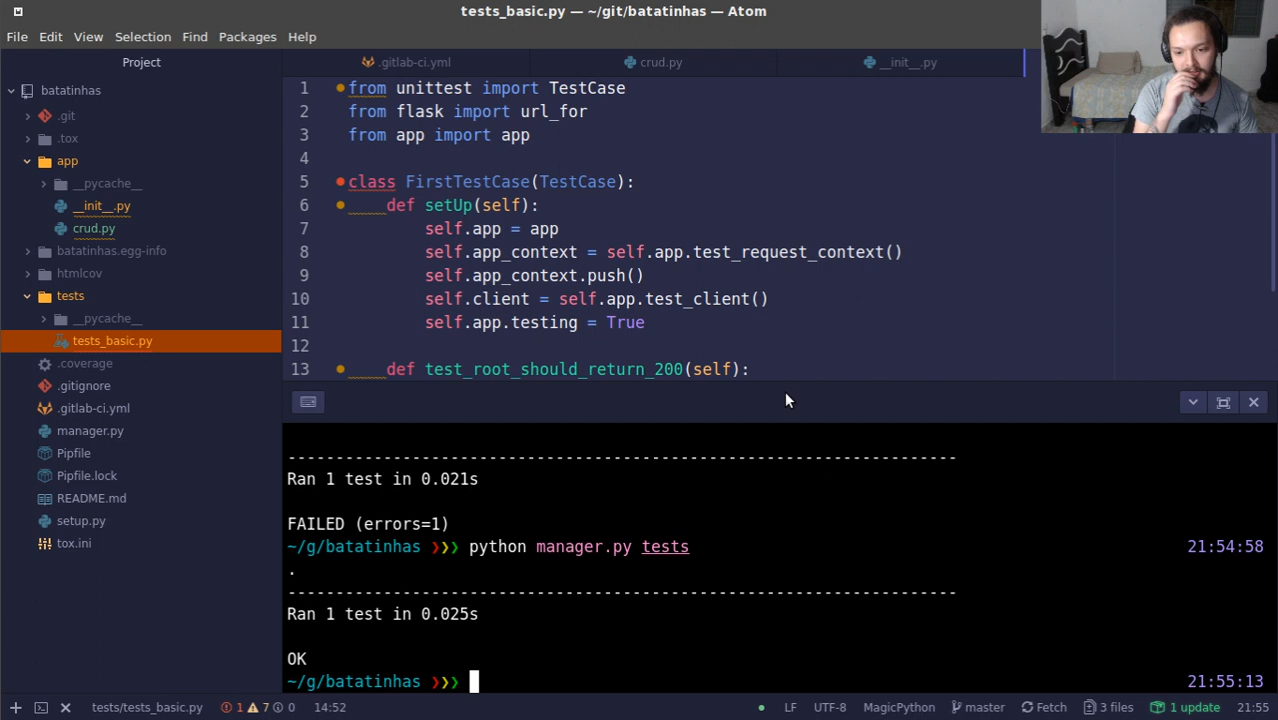 tests_basic.py — ~/git/batatinhas — Atom
File Edit View Selection Find Packages Help
Project
batatinhas
.git
.tox
app
__pycache__
__init__.py
crud.py
batatinhas.egg-info
htmlcov
tests
__pycache__
tests_basic.py
.coverage
.gitignore
.gitlab-ci.yml
manager.py
Pipfile
Pipfile.lock
README.md
setup.py
tox.ini
.gitlab-ci.yml crud.py __init__.py
1 from unittest import TestCase
2 from flask import url_for
3 from app import app
4
5 class FirstTestCase(TestCase):
6 def setUp(self):
7 self.app = app
8 self.app_context = self.app.test_request_context()
9 self.app_context.push()
10 self.client = self.app.test_client()
11 self.app.testing = True
12
13 def test_root_should_return_200(self):
----------------------------------------------------------------------
Ran 1 test in 0.021s
FAILED (errors=1)
~/g/batatinhas ❯❯❯ python manager.py tests 21:54:58
.
----------------------------------------------------------------------
Ran 1 test in 0.025s
OK
~/g/batatinhas ❯❯❯ 21:55:13
tests/tests_basic.py 1 7 0 14:52 LF UTF-8 MagicPython master Fetch 3 files 1 update 21:55